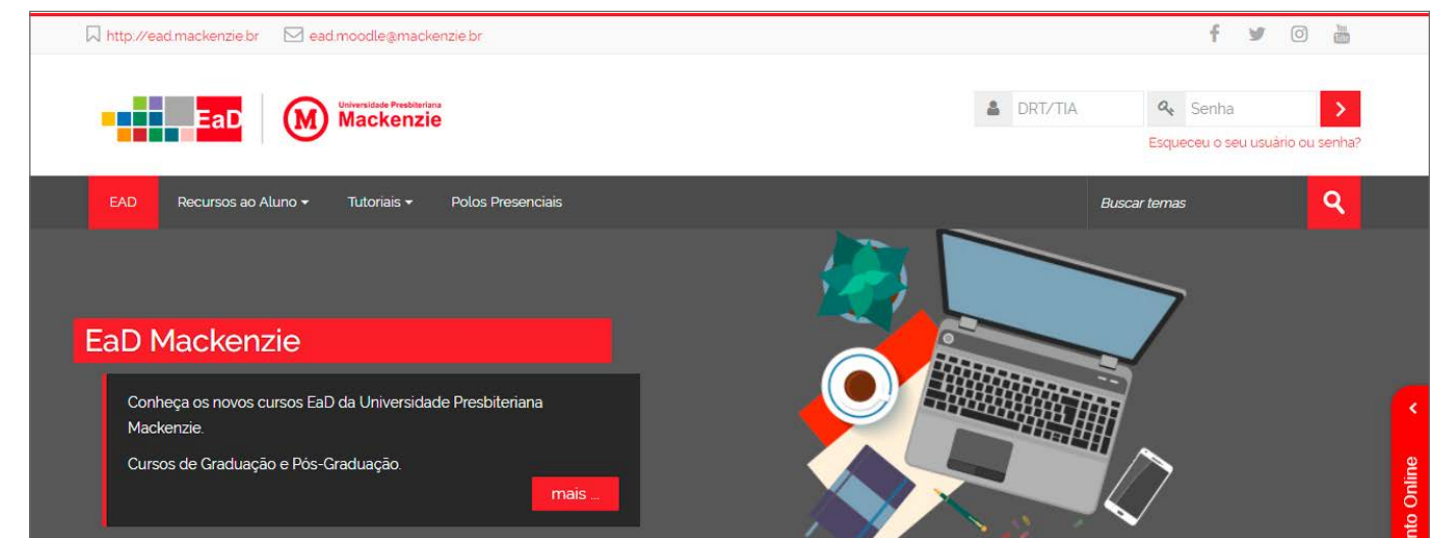 http://ead.mackenzie.br
ead.moodle@mackenzie.br
You
Tube
EaD
M
Universidade Presbiteriana
Mackenzie
DRT/TIA
Senha
Esqueceu o seu usuário ou senha?
EAD
Recursos ao Aluno
Tutoriais
Polos Presenciais
Buscar temas
EaD Mackenzie
Conheça os novos cursos EaD da Universidade Presbiteriana
Mackenzie.
Cursos de Graduação e Pós-Graduação.
mais ...
nto Online